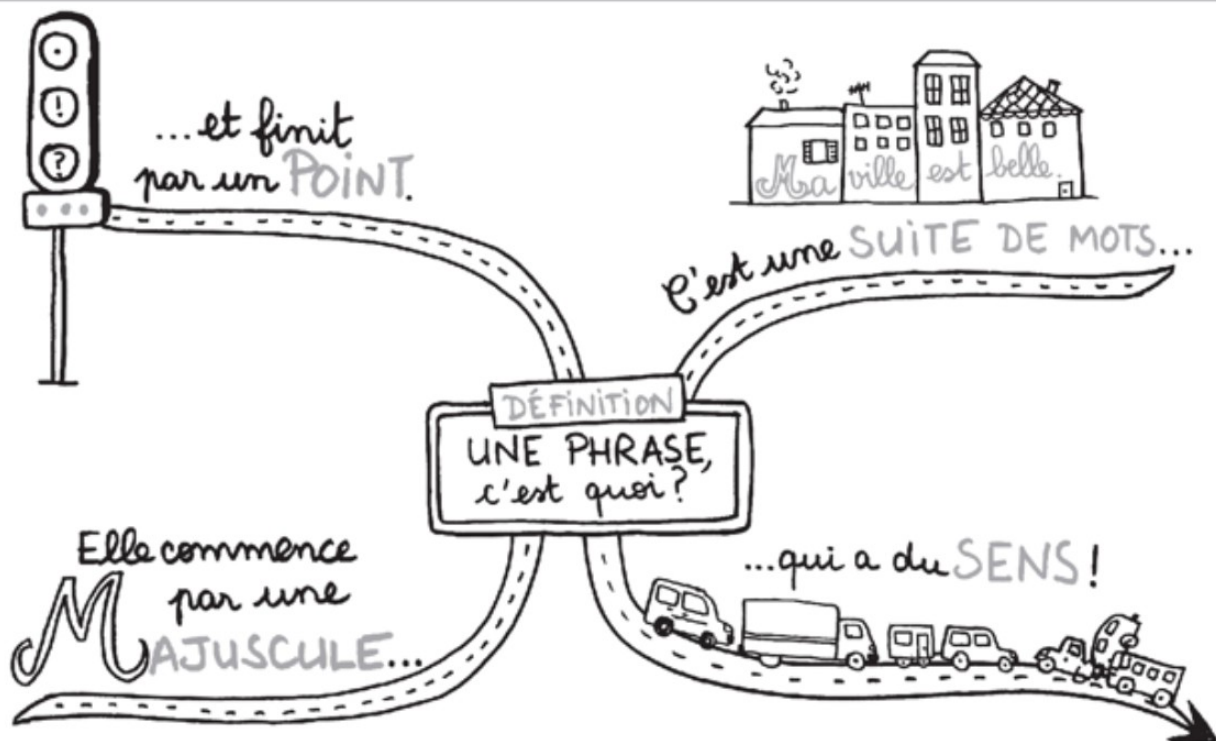 DÉFINITION
UNE PHRASE,
c'est quoi?
Ma ville est belle.
C'est une SUITE DE MOTS...
...qui a du SENS !
Elle commence
par une
MAJUSCULE...
...et finit
par un POINT.
.
!
?
...